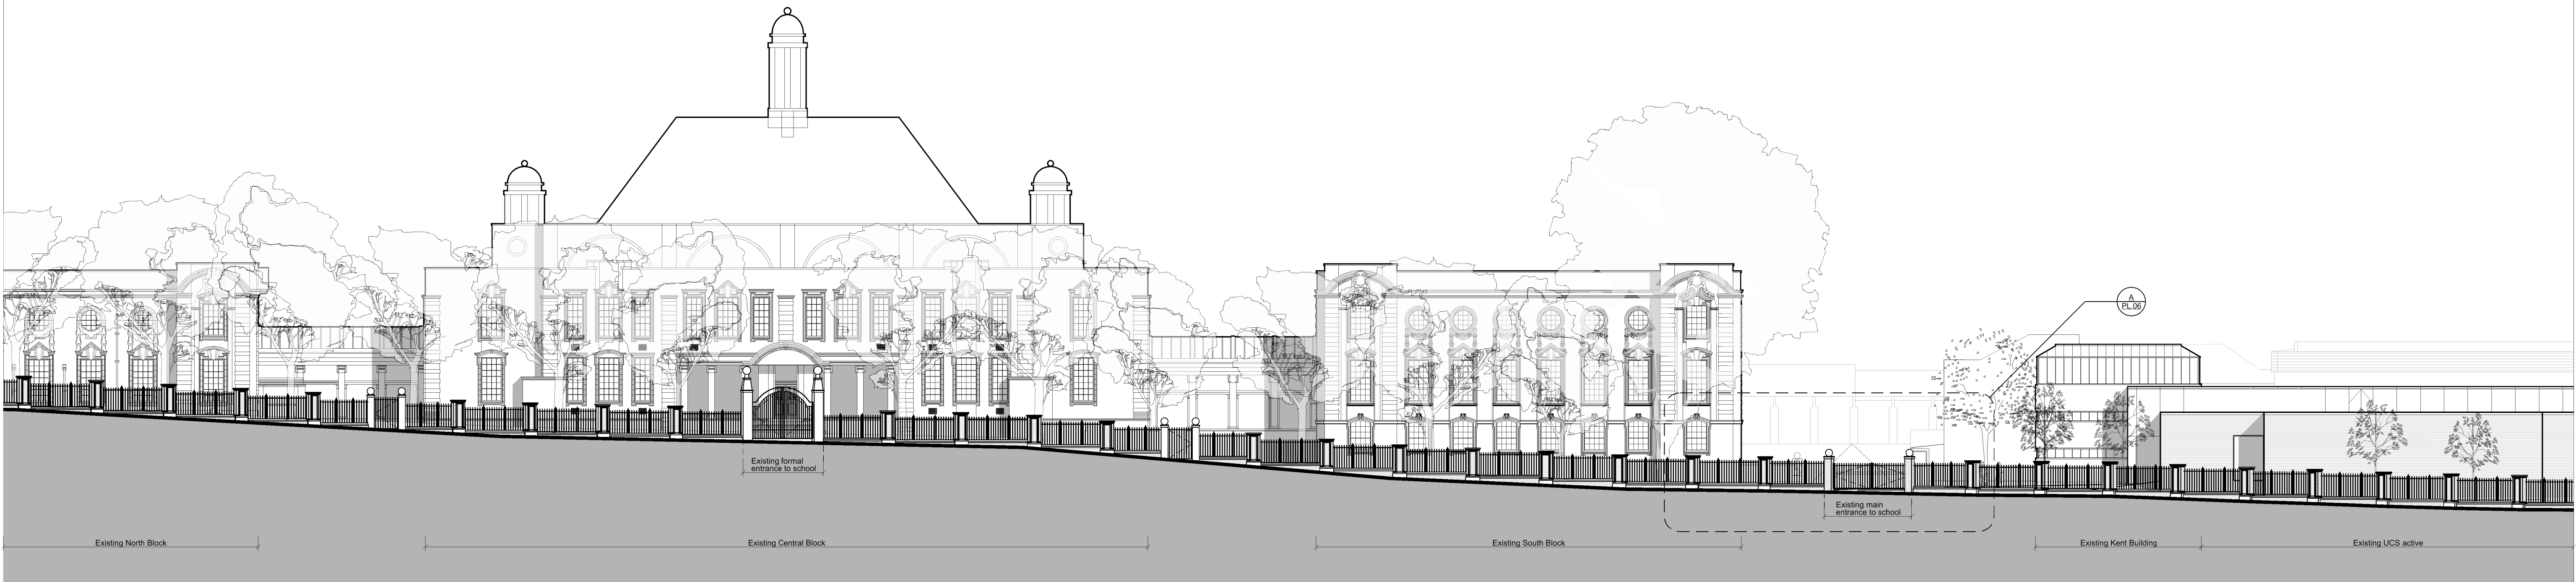 A
PL.06
Existing formal
entrance to school
Existing main
entrance to school
Existing North Block
Existing Central Block
Existing South Block
Existing Kent Building
Existing UCS active